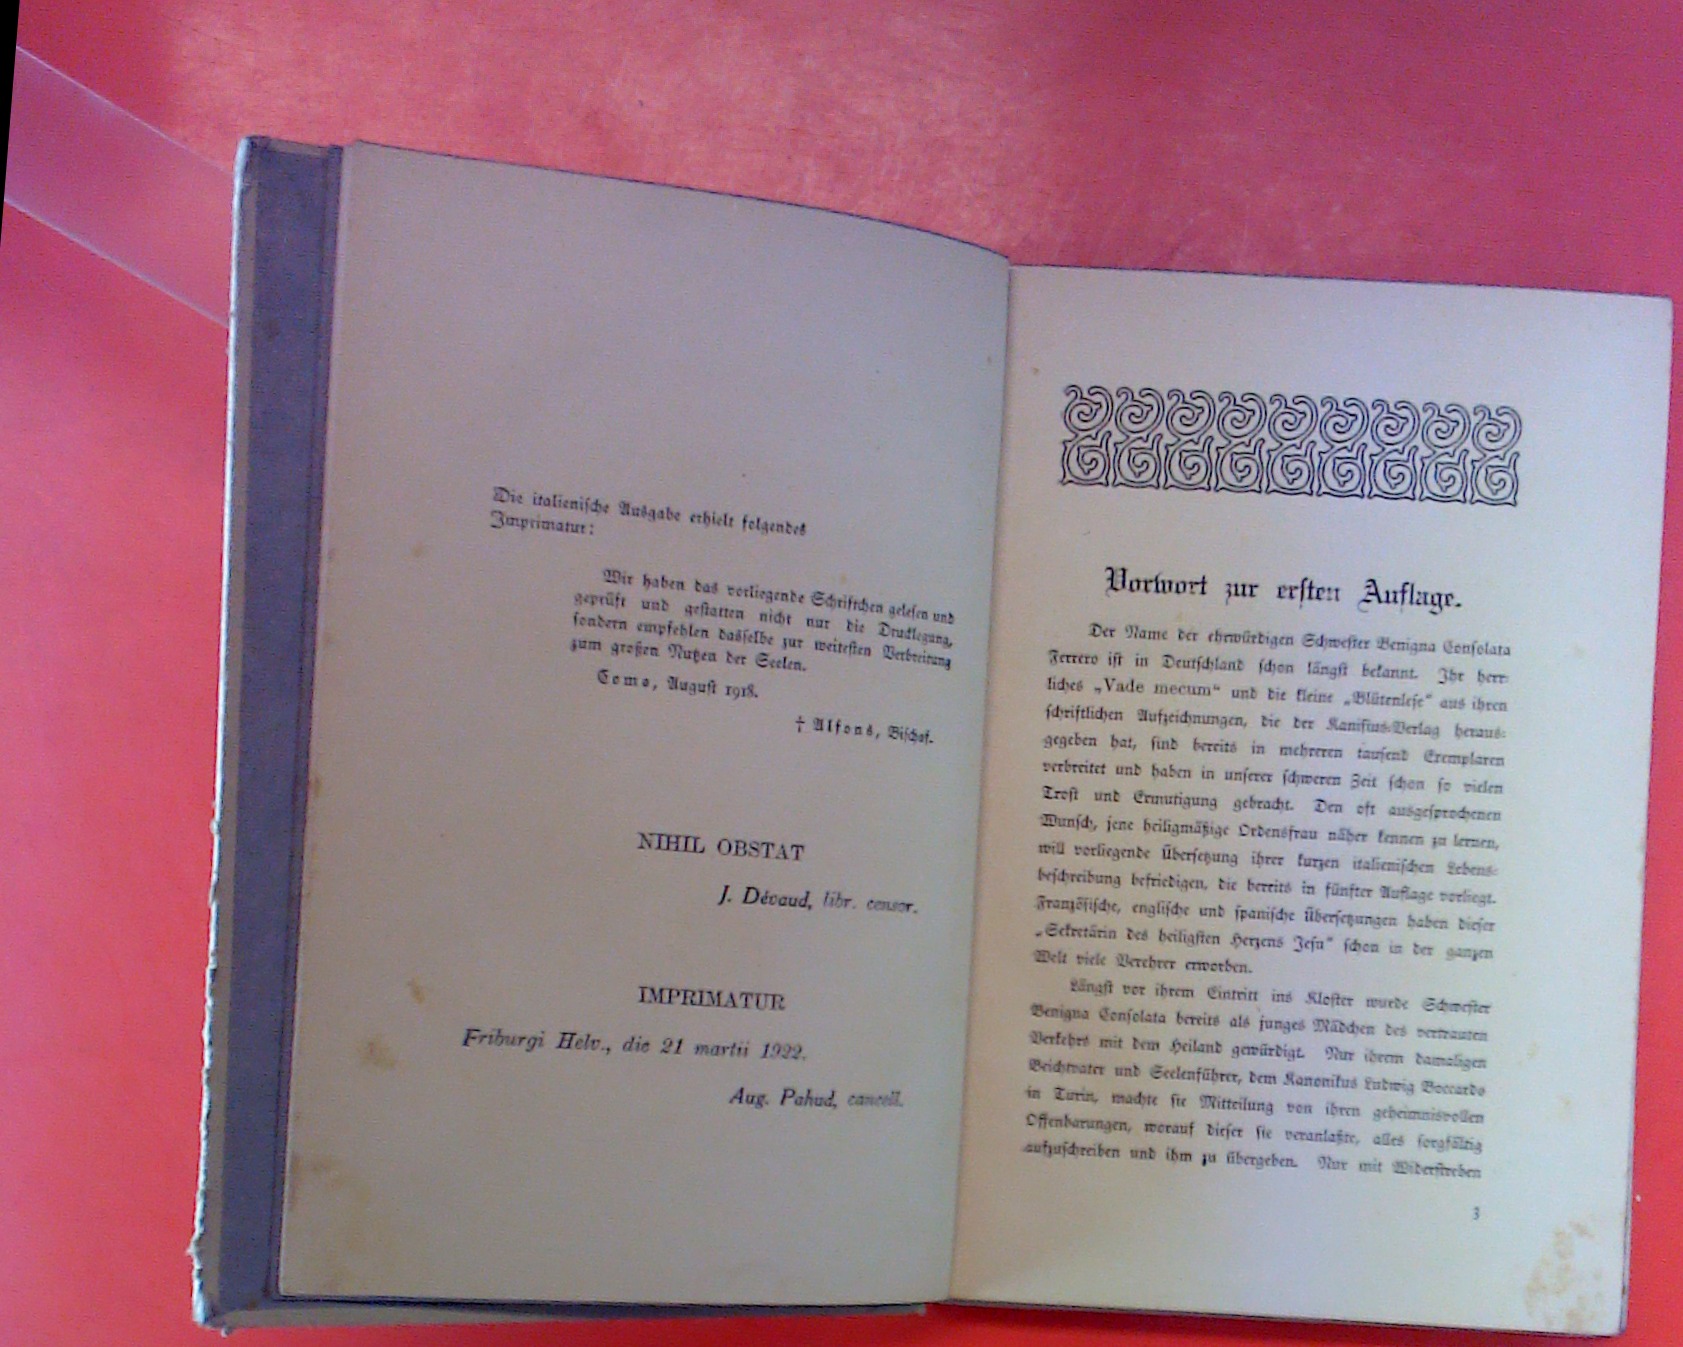 Die italienische Ausgabe erhielt folgendes
Imprimatur:
Wir haben das vorliegende Schriftchen gelesen und
geprüft und gestatten nicht nur die Drucklegung,
sondern empfehlen dasselbe zur weitesten Verbreitung
zum großen Nutzen der Seelen.
Como, August 1918.
† Alfons, Bischof.
NIHIL OBSTAT
J. Dévaud, libr. censor.
IMPRIMATUR
Friburgi Helv., die 21 martii 1922.
Aug. Pahud, cancell.
Vorwort zur ersten Auflage.
Der Name der ehrwürdigen Schwester Benigna Consolata
Ferrero ist in Deutschland schon längst bekannt. Ihr herr-
liches „Vade mecum“ und die kleine „Blütenlese“ aus ihren
schriftlichen Aufzeichnungen, die der Kanisius-Verlag heraus-
gegeben hat, sind bereits in mehreren tausend Exemplaren
verbreitet und haben in unserer schweren Zeit schon so vielen
Trost und Ermutigung gebracht. Den oft ausgesprochenen
Wunsch, jene heiligmäßige Ordensfrau näher kennen zu lernen,
will vorliegende Übersetzung ihrer kurzen italienischen Lebens-
beschreibung befriedigen, die bereits in fünfter Auflage vorliegt.
Französische, englische und spanische Übersetzungen haben dieser
„Sekretärin des heiligsten Herzens Jesu“ schon in der ganzen
Welt viele Verehrer erworben.
Längst vor ihrem Eintritt ins Kloster wurde Schwester
Benigna Consolata bereits als junges Mädchen des vertrauten
Verkehrs mit dem Heiland gewürdigt. Nur ihrem damaligen
Beichtvater und Seelenführer, dem Kanonikus Ludwig Boccardo
in Turin, machte sie Mitteilung von ihren geheimnisvollen
Offenbarungen, worauf dieser sie veranlaßte, alles sorgfältig
aufzuschreiben und ihm zu übergeben. Nur mit Widerstreben
3